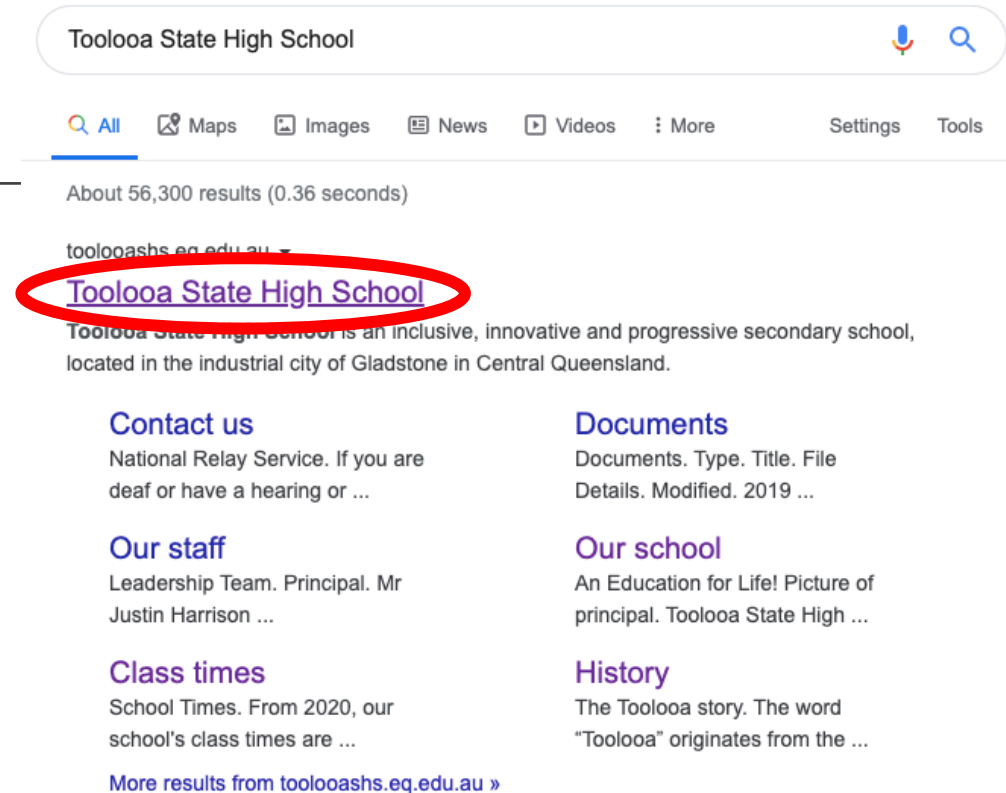 Toolooa State High School
All Maps Images News Videos More Settings Tools
About 56,300 results (0.36 seconds)
toolooashs.eq.edu.au
Toolooa State High School
Toolooa State High School is an inclusive, innovative and progressive secondary school,
located in the industrial city of Gladstone in Central Queensland.
Contact us
National Relay Service. If you are
deaf or have a hearing or ...
Documents
Documents. Type. Title. File
Details. Modified. 2019 ...
Our staff
Leadership Team. Principal. Mr
Justin Harrison ...
Our school
An Education for Life! Picture of
principal. Toolooa State High ...
Class times
School Times. From 2020, our
school's class times are ...
History
The Toolooa story. The word
“Toolooa” originates from the ...
More results from toolooashs.eq.edu.au »